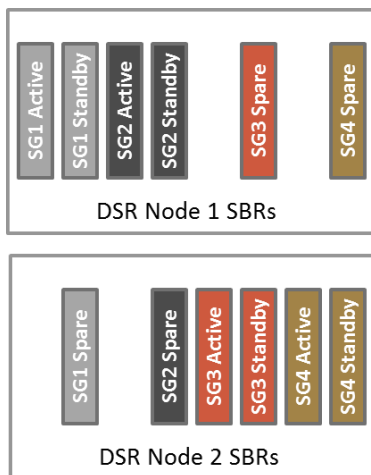 SG1 Active
SG1 Standby
SG2 Active
SG2 Standby
SG3 Spare
SG4 Spare
DSR Node 1 SBRs
SG1 Spare
SG2 Spare
SG3 Active
SG3 Standby
SG4 Active
SG4 Standby
DSR Node 2 SBRs